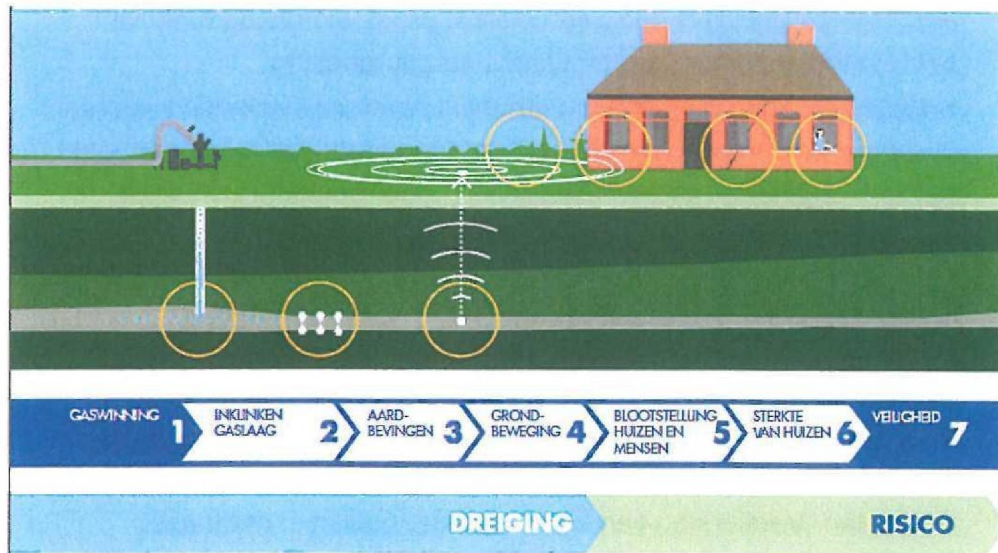 GASWINNING 1
INKLINKEN
GASLAAG 2
AARD-
BEVINGEN 3
GROND-
BEWEGING 4
BLOOTSTELLING
HUIZEN EN
MENSEN 5
STERKTE
VAN HUIZEN 6
VEILIGHEID 7
DREIGING
RISICO